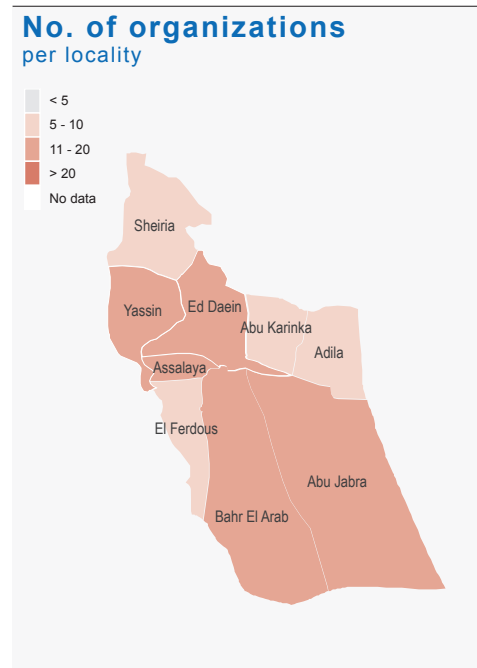 No. of organizations
per locality
< 5
5 - 10
11 - 20
> 20
No data
Sheiria
Yassin
Ed Daein
Abu Karinka
Adila
Assalaya
El Ferdous
Abu Jabra
Bahr El Arab